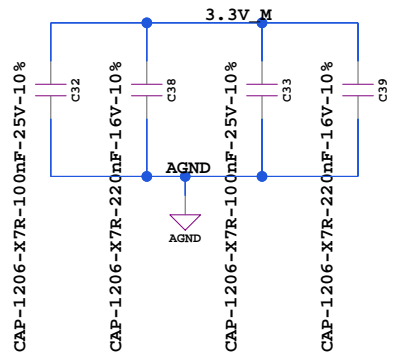 3.3V_M
CAP-1206-X7R-100nF-25V-10%
C32
CAP-1206-X7R-220nF-16V-10%
C38
CAP-1206-X7R-100nF-25V-10%
C33
CAP-1206-X7R-220nF-16V-10%
C39
AGND
AGND